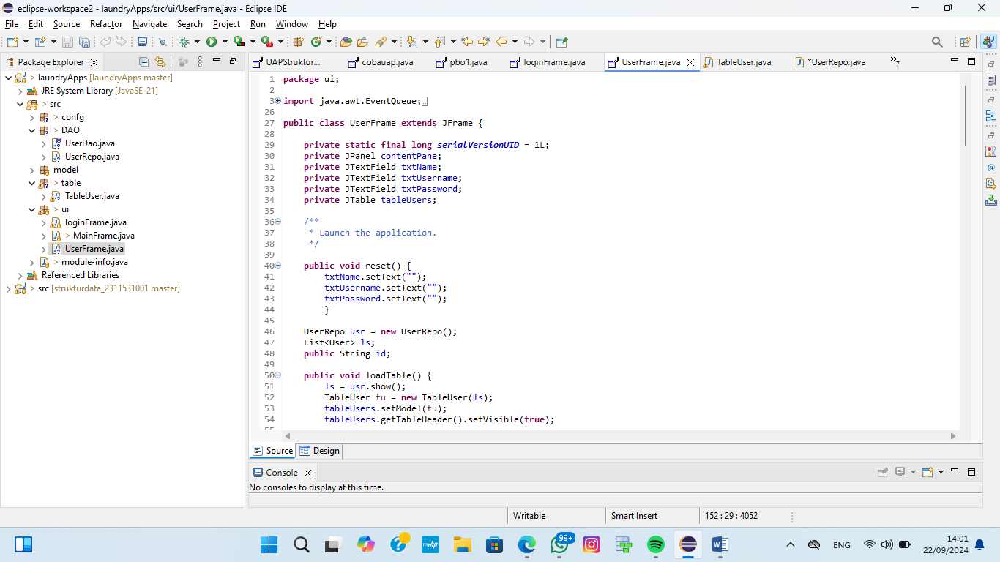 eclipse-workspace2 - laundryApps/src/ui/UserFrame.java - Eclipse IDE
File Edit Source Refactor Navigate Search Project Run Window Help
Package Explorer
laundryApps [laundryApps master]
JRE System Library [JavaSE-21]
src
confg
DAO
UserDao.java
UserRepo.java
model
table
TableUser.java
ui
loginFrame.java
MainFrame.java
UserFrame.java
module-info.java
Referenced Libraries
src [strukturdata_2311531001 master]
UAPStruktur... cobauap.java pbo1.java loginFrame.java UserFrame.java TableUser.java *UserRepo.java 7
1 package ui;
2
3 import java.awt.EventQueue;
26
27 public class UserFrame extends JFrame {
28
29 private static final long serialVersionUID = 1L;
30 private JPanel contentPane;
31 private JTextField txtName;
32 private JTextField txtUsername;
33 private JTextField txtPassword;
34 private JTable tableUsers;
35
36 /**
37 * Launch the application.
38 */
39
40 public void reset() {
41 txtName.setText("");
42 txtUsername.setText("");
43 txtPassword.setText("");
44 }
45
46 UserRepo usr = new UserRepo();
47 List<User> ls;
48 public String id;
49
50 public void loadTable() {
51 ls = usr.show();
52 TableUser tu = new TableUser(ls);
53 tableUsers.setModel(tu);
54 tableUsers.getTableHeader().setVisible(true);
Source Design
Console
No consoles to display at this time.
Writable Smart Insert 152 : 29 : 4052
myhp
99+
W
ENG
14:01
22/09/2024